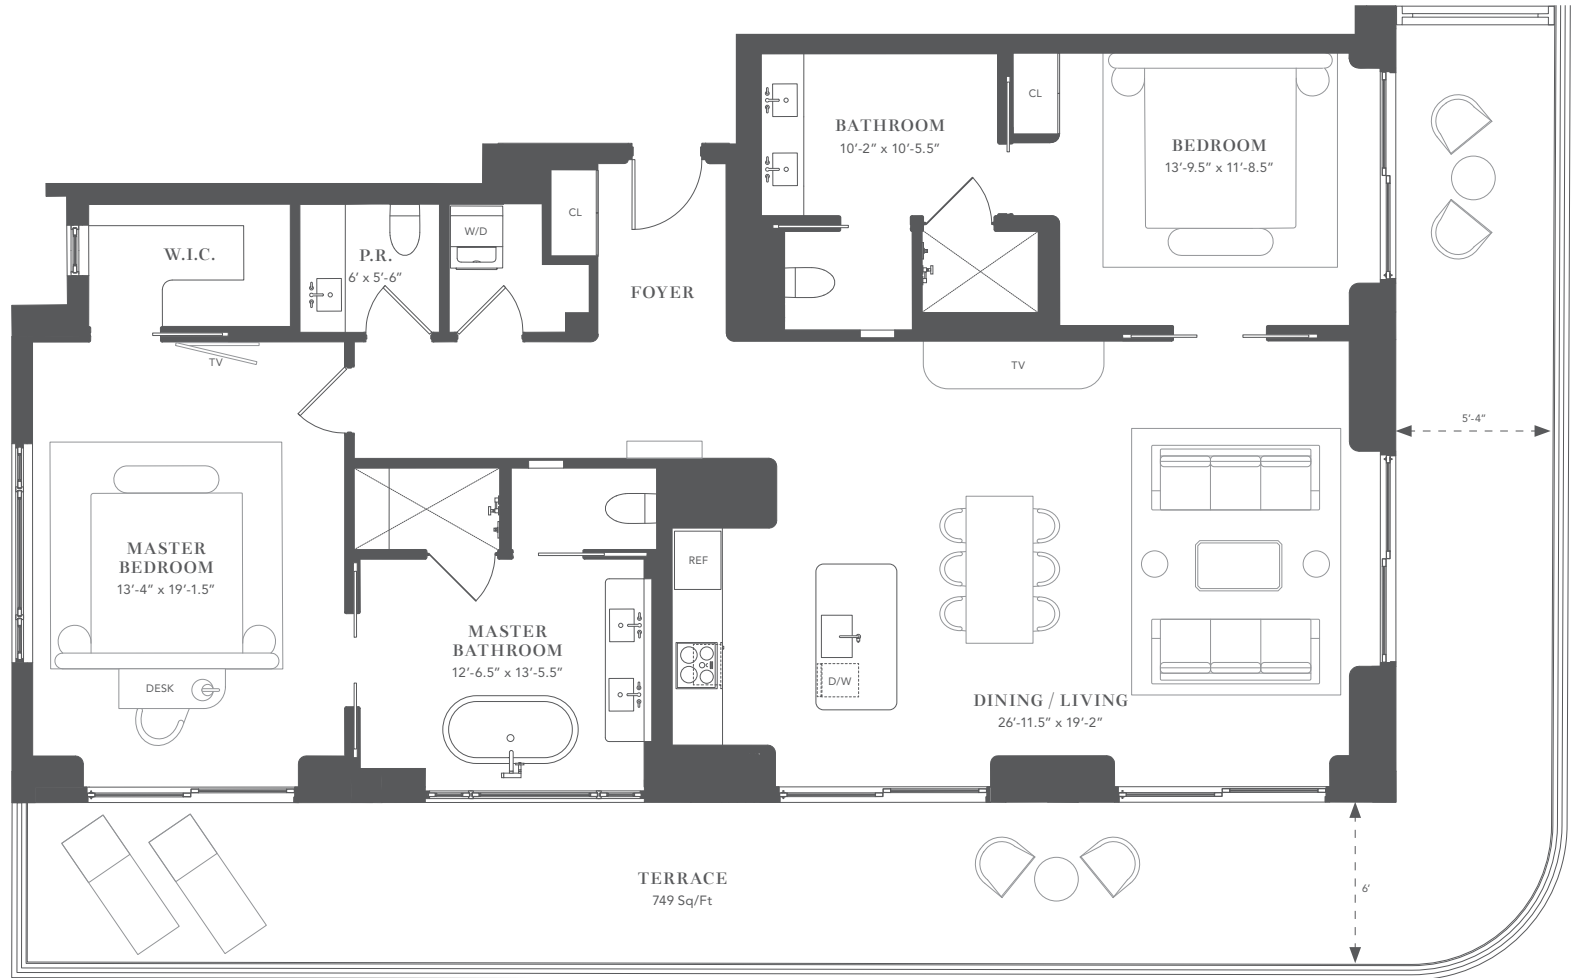 BATHROOM
10'-2" x 10'-5.5"
CL
BEDROOM
13'-9.5" x 11'-8.5"
W.I.C.
P.R.
6' x 5'-6"
W/D
CL
FOYER
TV
TV
5'-4"
MASTER
BEDROOM
13'-4" x 19'-1.5"
DESK
MASTER
BATHROOM
12'-6.5" x 13'-5.5"
REF
D/W
DINING / LIVING
26'-11.5" x 19'-2"
TERRACE
749 Sq/Ft
6'